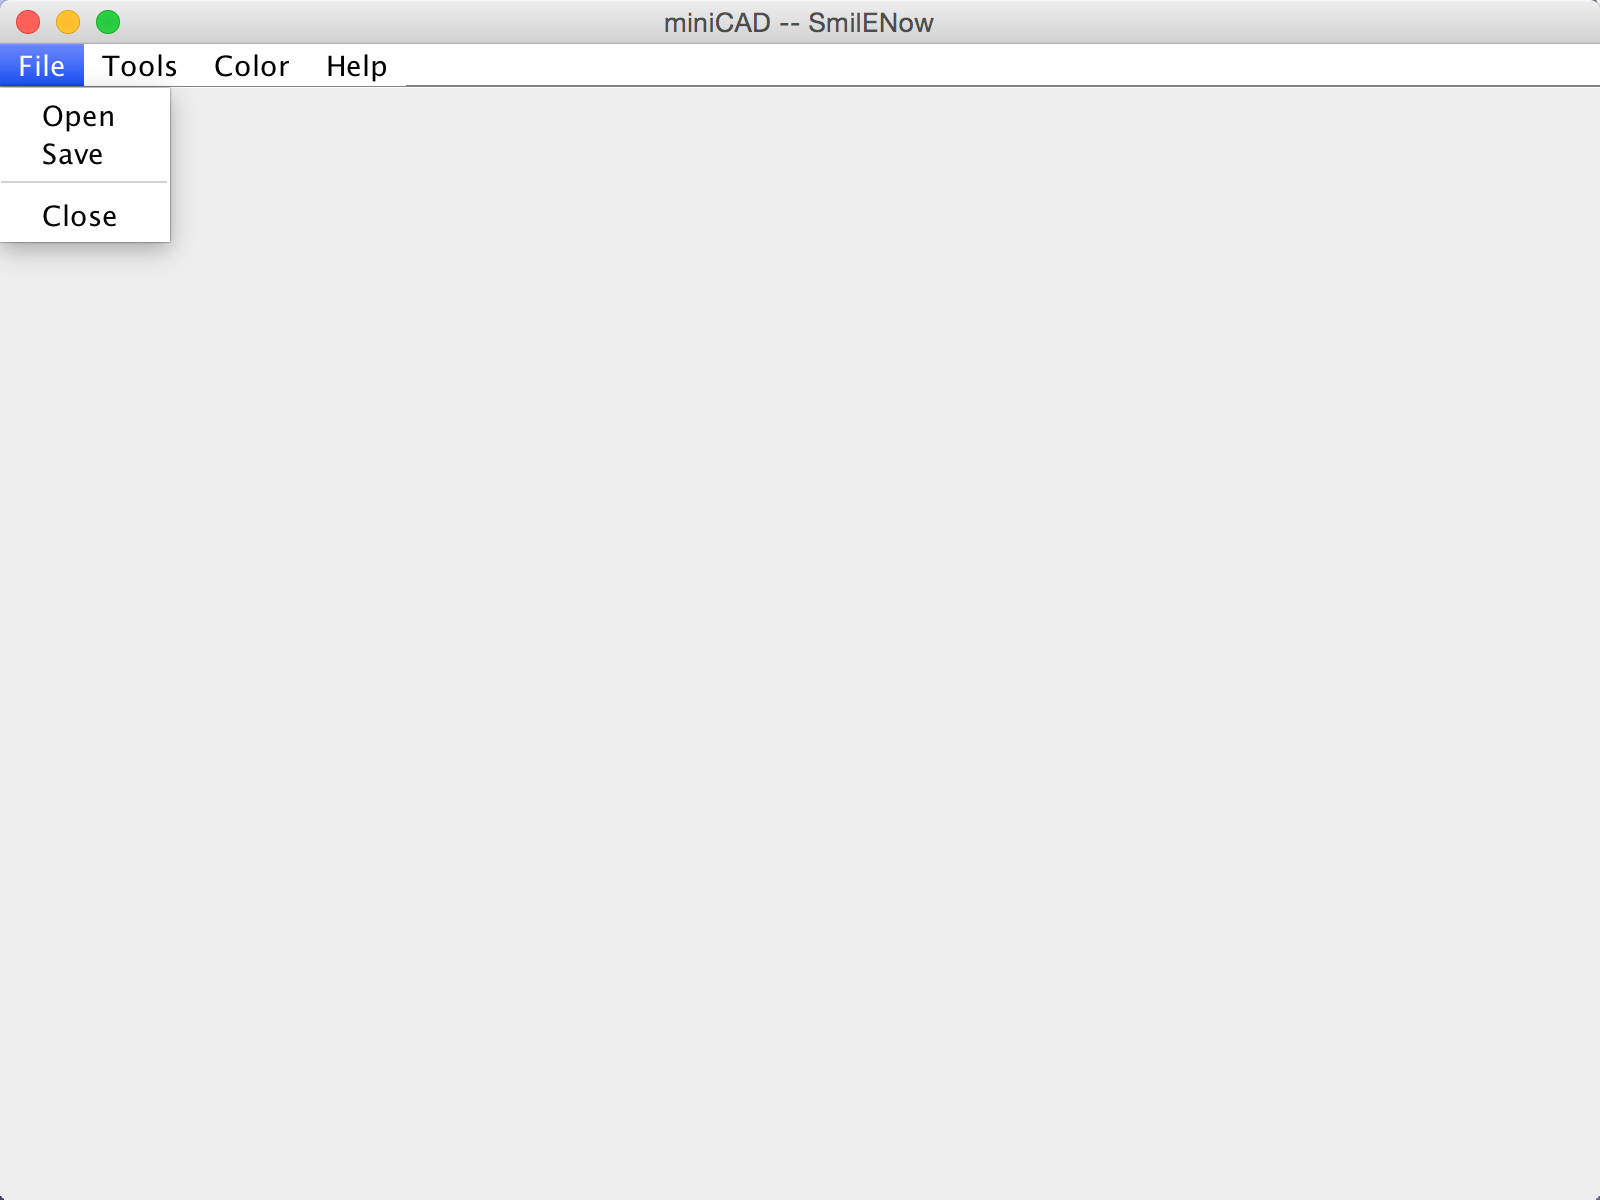 miniCAD -- SmilENow
File Tools Color Help
Open
Save
Close